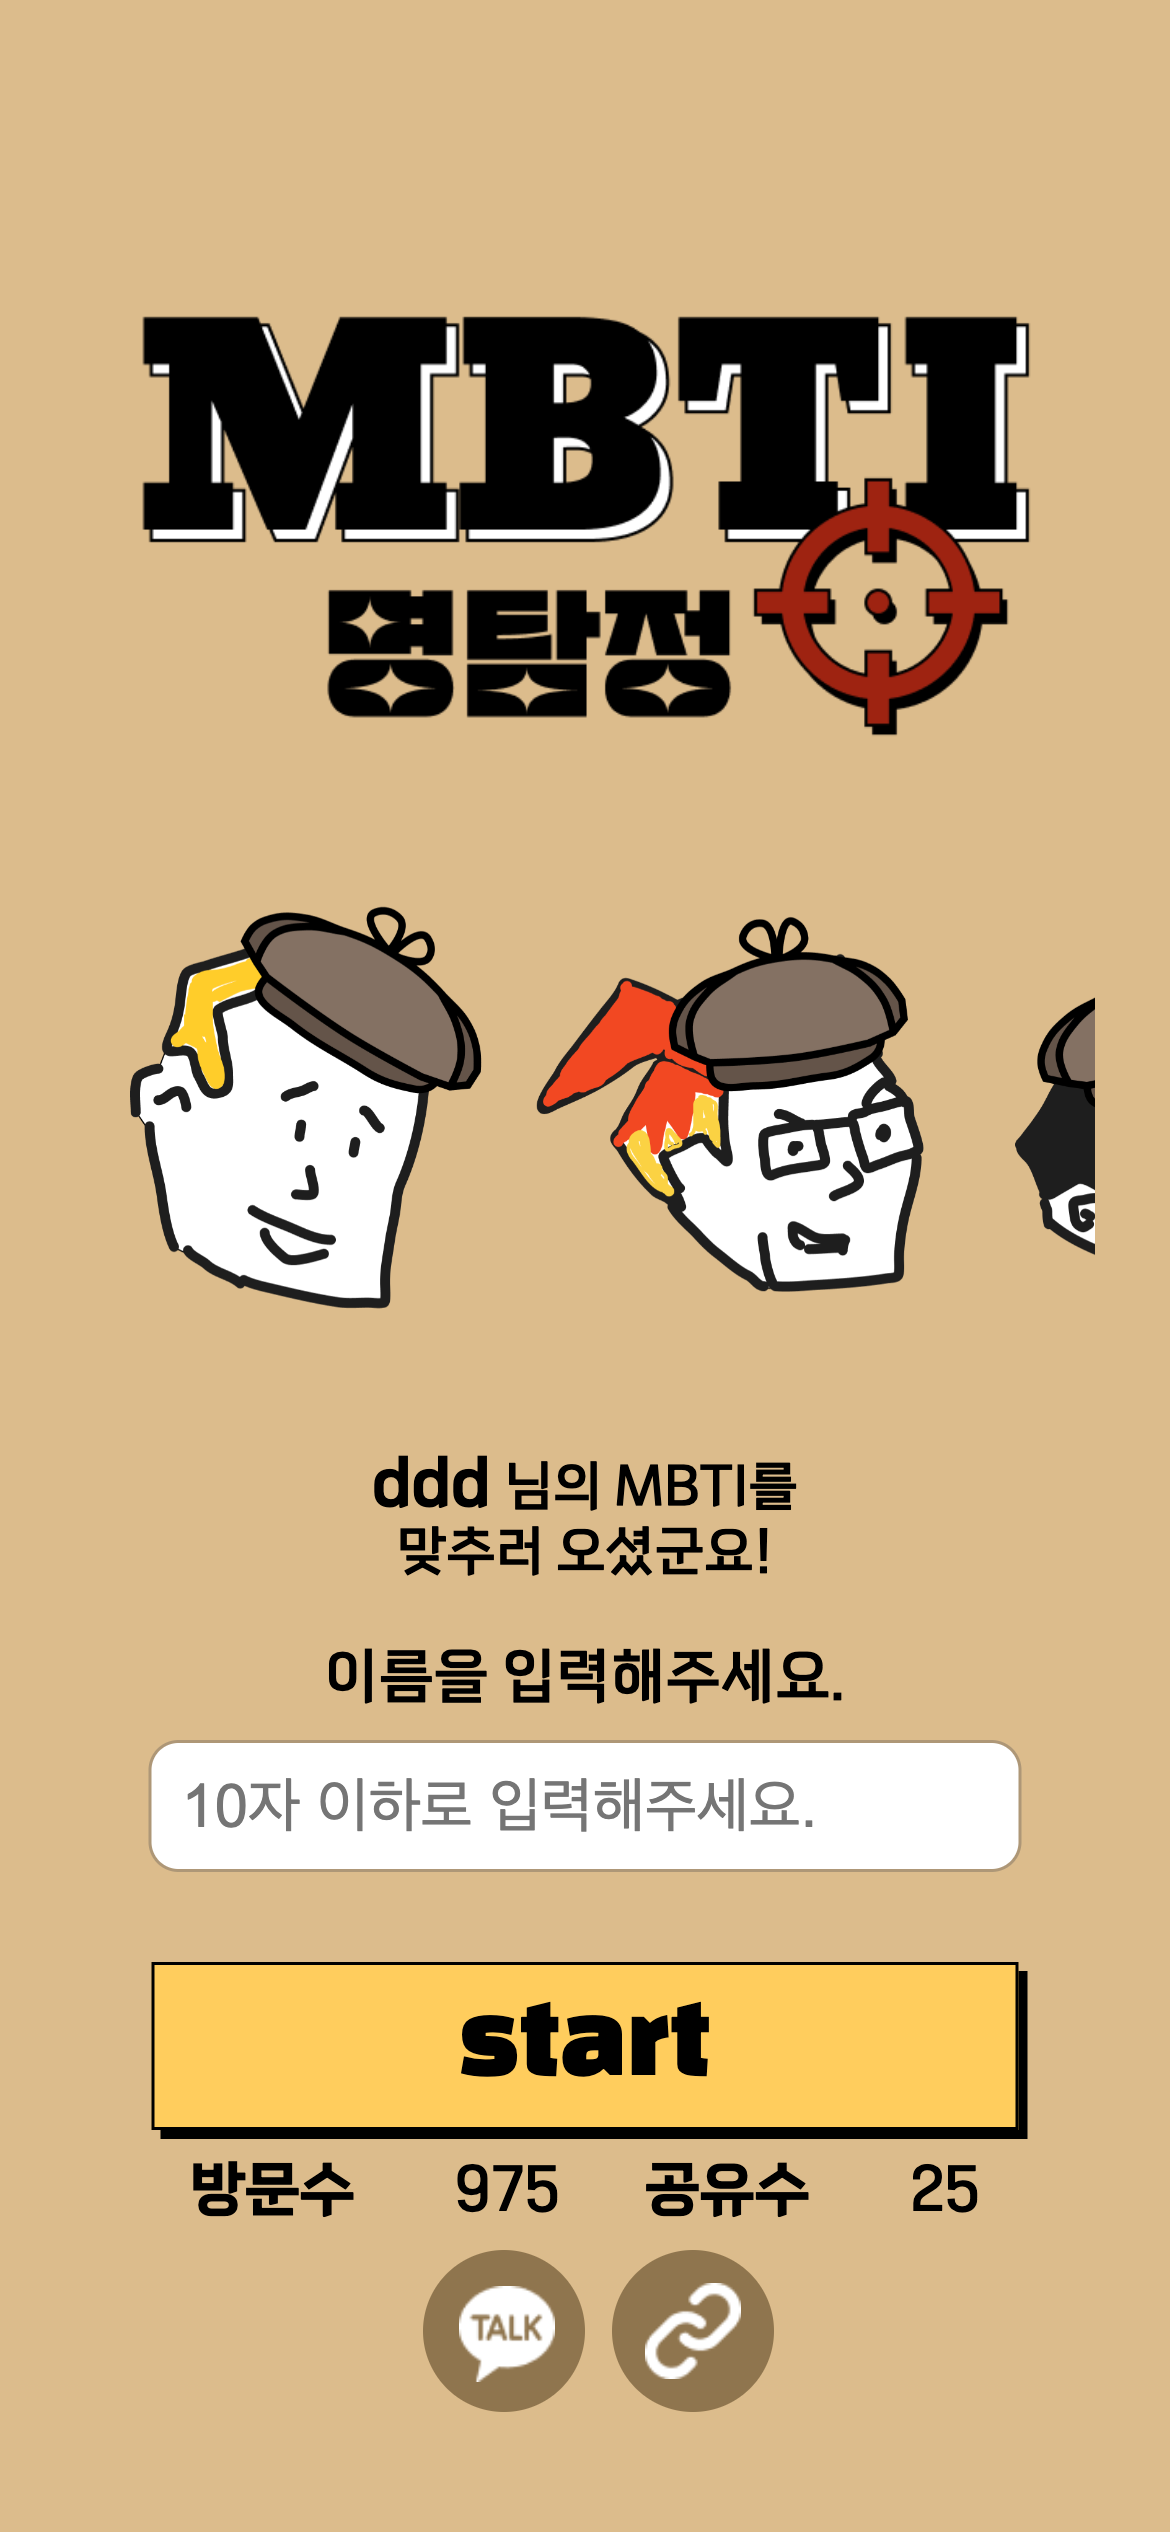 MBTI
명탐정
ddd 님의 MBTI를
맞추러 오셨군요!
이름을 입력해주세요.
10자 이하로 입력해주세요.
start
방문수 975 공유수 25
TALK